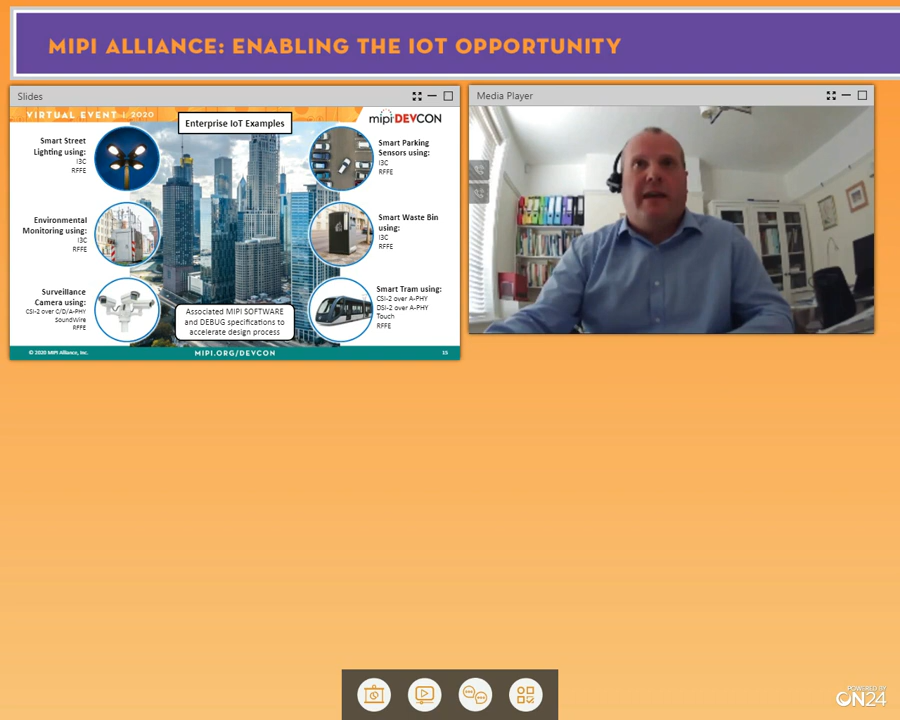 MIPI ALLIANCE: ENABLING THE IOT OPPORTUNITY
Slides
VIRTUAL EVENT | 2020
Enterprise IoT Examples
mipi DEVCON
Smart Street
Lighting using:
I3C
RFFE
Environmental
Monitoring using:
I3C
RFFE
Surveillance
Camera using:
CSI-2 over C/D/A-PHY
SoundWire
RFFE
Smart Parking
Sensors using:
I3C
RFFE
Smart Waste Bin
using:
I3C
RFFE
Smart Tram using:
CSI-2 over A-PHY
DSI-2 over A-PHY
Touch
RFFE
Associated MIPI SOFTWARE
and DEBUG specifications to
accelerate design process
© 2020 MIPI Alliance, Inc.
MIPI.ORG/DEVCON
15
Media Player
POWERED BY
ON24